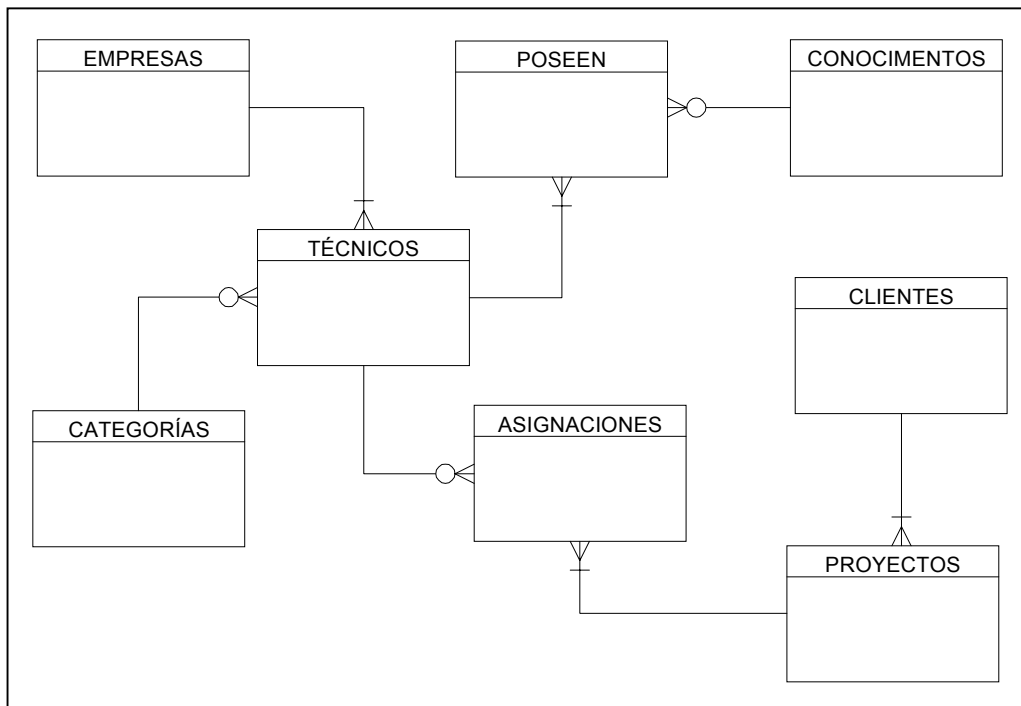 EMPRESAS
POSEEN
CONOCIMENTOS
TÉCNICOS
CLIENTES
CATEGORÍAS
ASIGNACIONES
PROYECTOS